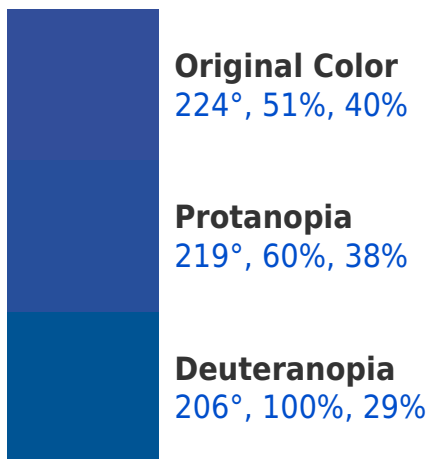 Original Color
224°, 51%, 40%
Protanopia
219°, 60%, 38%
Deuteranopia
206°, 100%, 29%